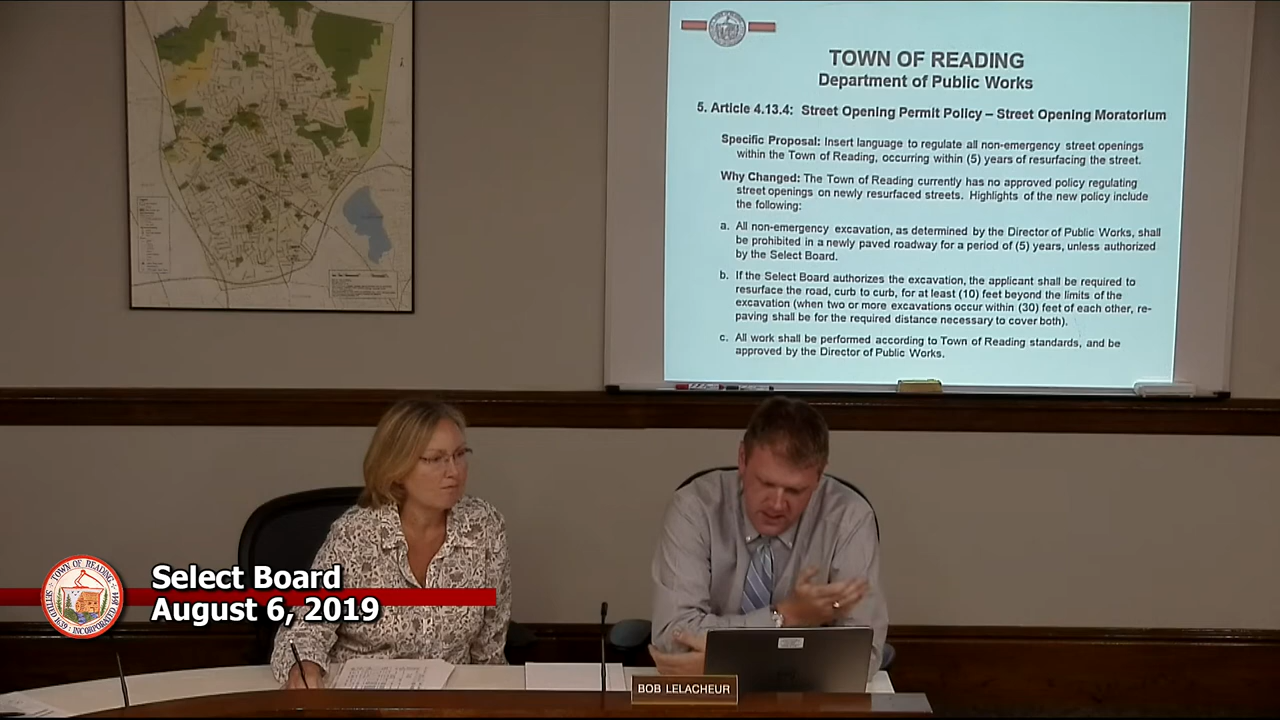 TOWN OF READING
Department of Public Works
5. Article 4.13.4: Street Opening Permit Policy – Street Opening Moratorium
Specific Proposal: Insert language to regulate all non-emergency street openings
within the Town of Reading, occurring within (5) years of resurfacing the street.
Why Changed: The Town of Reading currently has no approved policy regulating
street openings on newly resurfaced streets. Highlights of the new policy include
the following:
a. All non-emergency excavation, as determined by the Director of Public Works, shall
be prohibited in a newly paved roadway for a period of (5) years, unless authorized
by the Select Board.
b. If the Select Board authorizes the excavation, the applicant shall be required to
resurface the road, curb to curb, for at least (10) feet beyond the limits of the
excavation (when two or more excavations occur within (30) feet of each other, re-
paving shall be for the required distance necessary to cover both).
c. All work shall be performed according to Town of Reading standards, and be
approved by the Director of Public Works.
TOWN OF READING
SETTLED 1639 INCORPORATED 1644
Select Board
August 6, 2019
BOB LELACHEUR